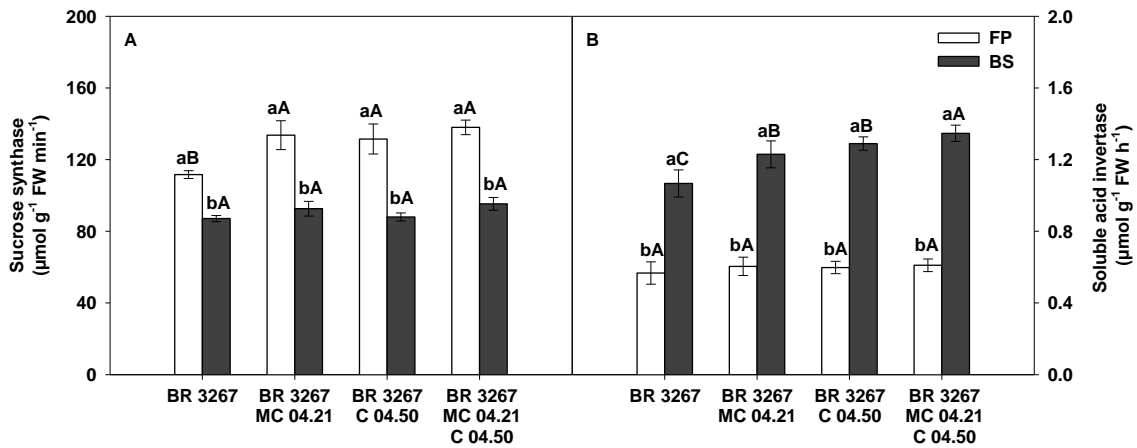 A
B
FP
BS
Sucrose synthase
(µmol g⁻¹ FW min⁻¹)
200
160
120
80
40
0
aB
bA
aA
bA
aA
bA
aA
bA
bA
aC
bA
aB
bA
aB
bA
aA
2.0
1.6
1.2
0.8
0.4
0.0
Soluble acid invertase
(µmol g⁻¹ FW h⁻¹)
BR 3267
BR 3267
MC 04.21
BR 3267
C 04.50
BR 3267
MC 04.21
C 04.50
BR 3267
BR 3267
MC 04.21
BR 3267
C 04.50
BR 3267
MC 04.21
C 04.50